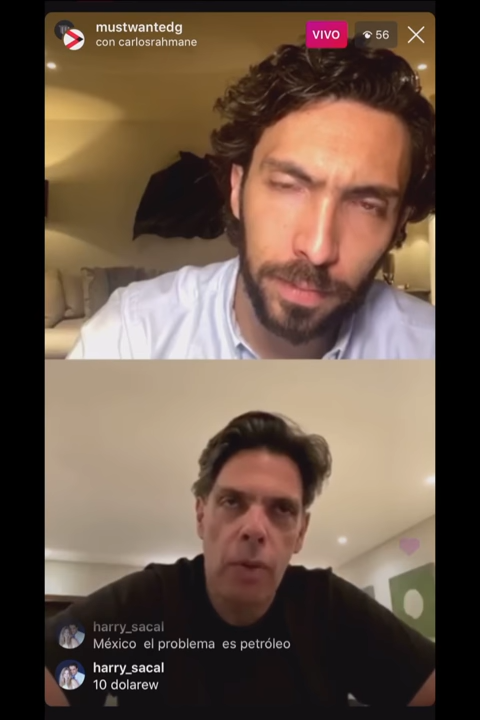 mustwantedg
con carlosrahmane
VIVO
56
harry_sacal
México el problema es petróleo
harry_sacal
10 dolarew